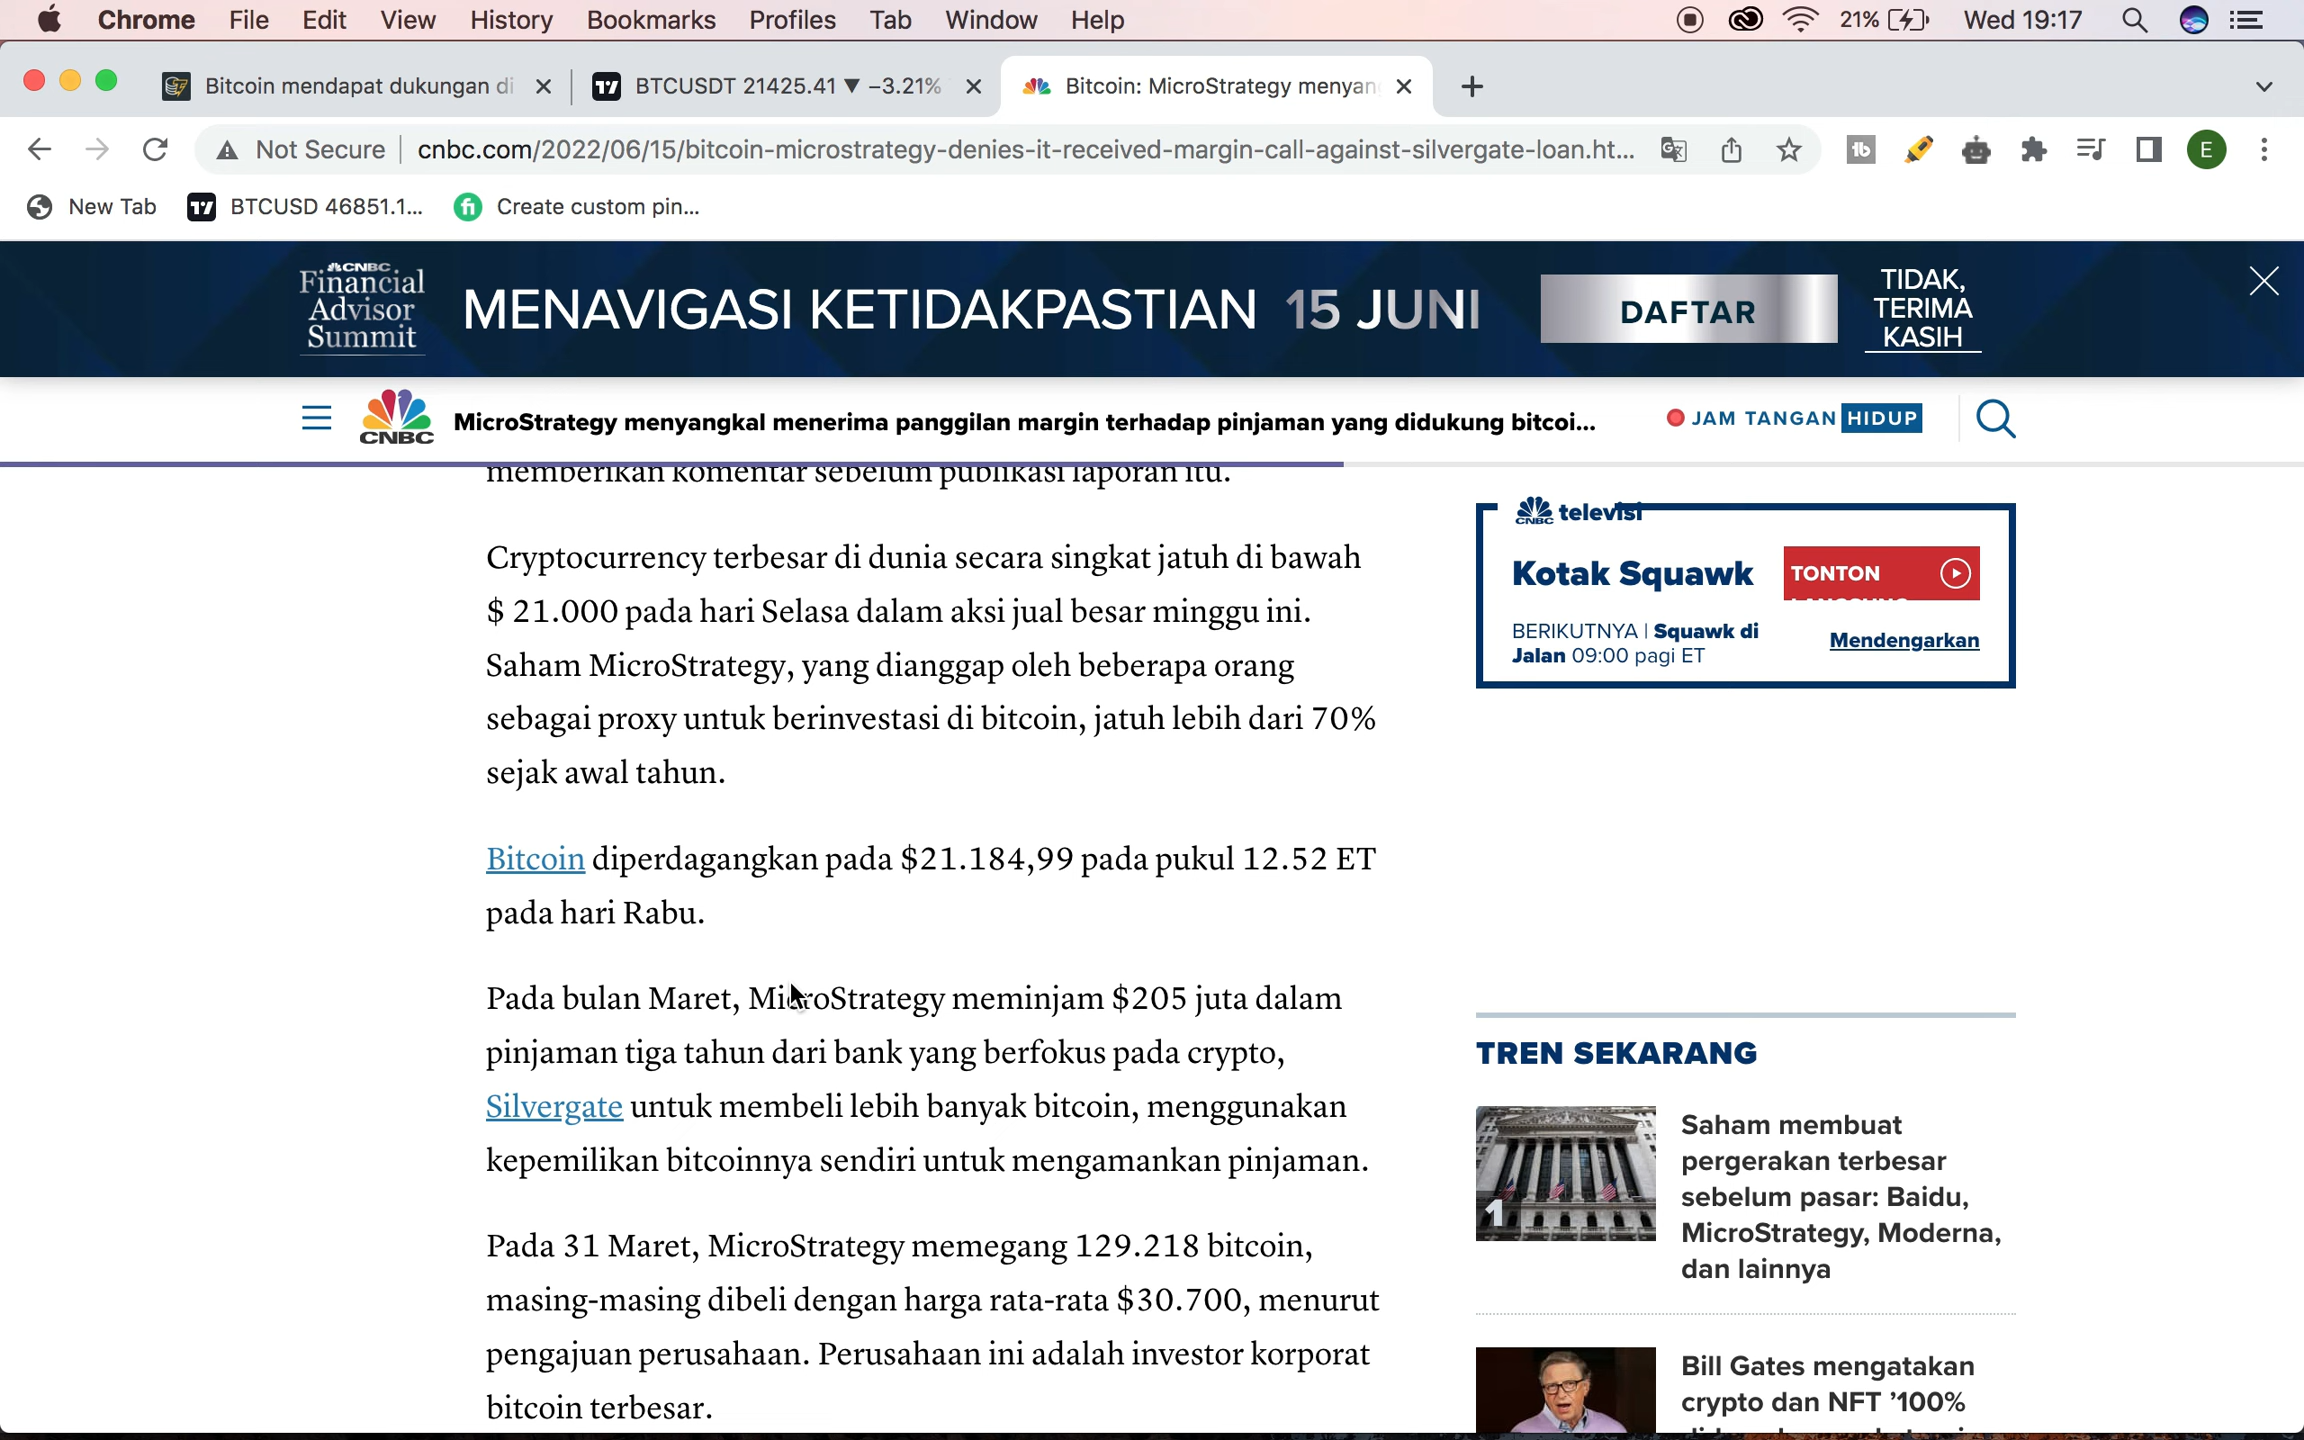 Chrome File Edit View History Bookmarks Profiles Tab Window Help 21% Wed 19:17
Bitcoin mendapat dukungan di
BTCUSDT 21425.41 ▼ −3.21%
Bitcoin: MicroStrategy menyan
Not Secure cnbc.com/2022/06/15/bitcoin-microstrategy-denies-it-received-margin-call-against-silvergate-loan.ht... E
New Tab BTCUSD 46851.1... Create custom pin...
CNBC
Financial
Advisor
Summit
MENAVIGASI KETIDAKPASTIAN 15 JUNI
DAFTAR
TIDAK,
TERIMA
KASIH
CNBC
MicroStrategy menyangkal menerima panggilan margin terhadap pinjaman yang didukung bitcoi...
JAM TANGAN HIDUP
memberikan komentar sebelum publikasi laporan itu.
Cryptocurrency terbesar di dunia secara singkat jatuh di bawah
$ 21.000 pada hari Selasa dalam aksi jual besar minggu ini.
Saham MicroStrategy, yang dianggap oleh beberapa orang
sebagai proxy untuk berinvestasi di bitcoin, jatuh lebih dari 70%
sejak awal tahun.
Bitcoin diperdagangkan pada $21.184,99 pada pukul 12.52 ET
pada hari Rabu.
Pada bulan Maret, MicroStrategy meminjam $205 juta dalam
pinjaman tiga tahun dari bank yang berfokus pada crypto,
Silvergate untuk membeli lebih banyak bitcoin, menggunakan
kepemilikan bitcoinnya sendiri untuk mengamankan pinjaman.
Pada 31 Maret, MicroStrategy memegang 129.218 bitcoin,
masing-masing dibeli dengan harga rata-rata $30.700, menurut
pengajuan perusahaan. Perusahaan ini adalah investor korporat
bitcoin terbesar.
CNBC televisi
Kotak Squawk
TONTON
BERIKUTNYA | Squawk di
Jalan 09:00 pagi ET
Mendengarkan
TREN SEKARANG
1
Saham membuat
pergerakan terbesar
sebelum pasar: Baidu,
MicroStrategy, Moderna,
dan lainnya
Bill Gates mengatakan
crypto dan NFT ’100%